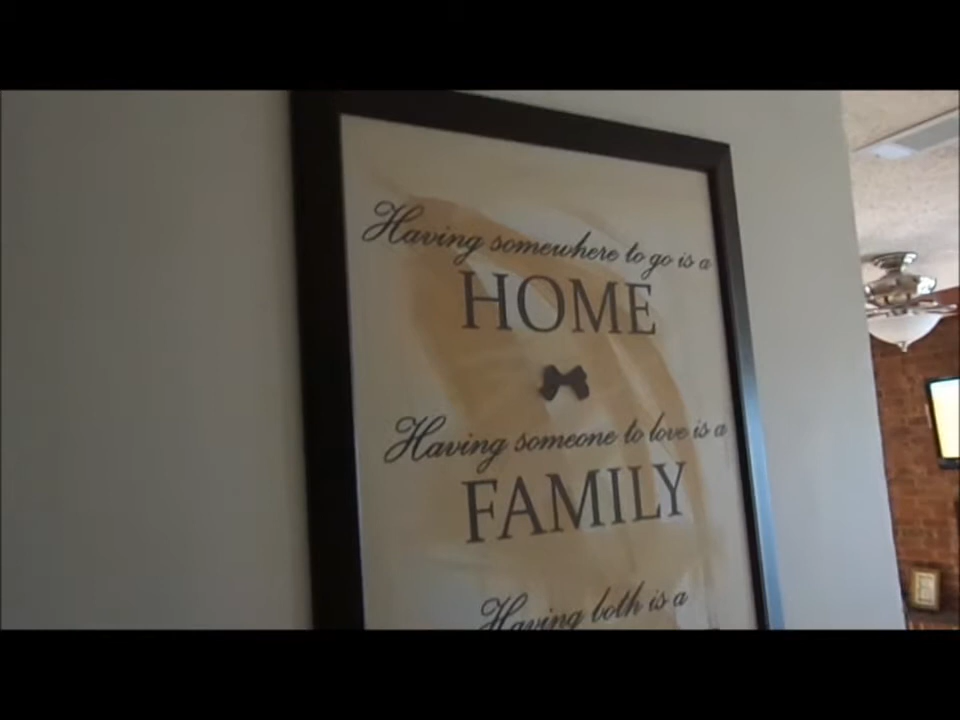 Having somewhere to go is a
HOME
Having someone to love is a
FAMILY
Having both is a